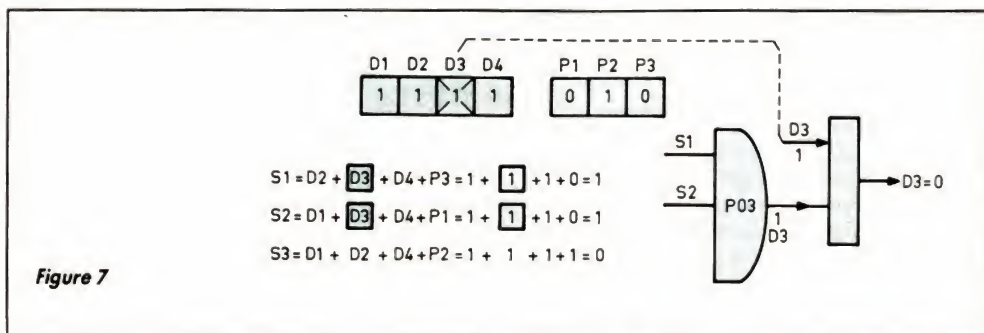 D1 D2 D3 D4 P1 P2 P3
1 1 1 1 0 1 0
D3
1
S1
S2
P03
1
D3
D3=0
S1 = D2 + D3 + D4 + P3 = 1 + 1 + 1 + 0 = 1
S2 = D1 + D3 + D4 + P1 = 1 + 1 + 1 + 0 = 1
S3 = D1 + D2 + D4 + P2 = 1 + 1 + 1 + 1 = 0
Figure 7